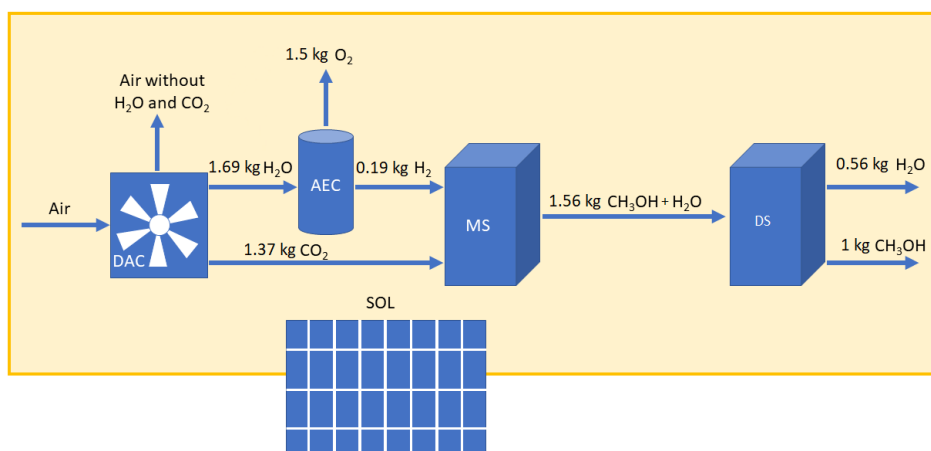 1.5 kg O₂
Air without
H₂O and CO₂
1.69 kg H₂O
AEC
0.19 kg H₂
Air
DAC
1.37 kg CO₂
MS
1.56 kg CH₃OH + H₂O
DS
0.56 kg H₂O
1 kg CH₃OH
SOL